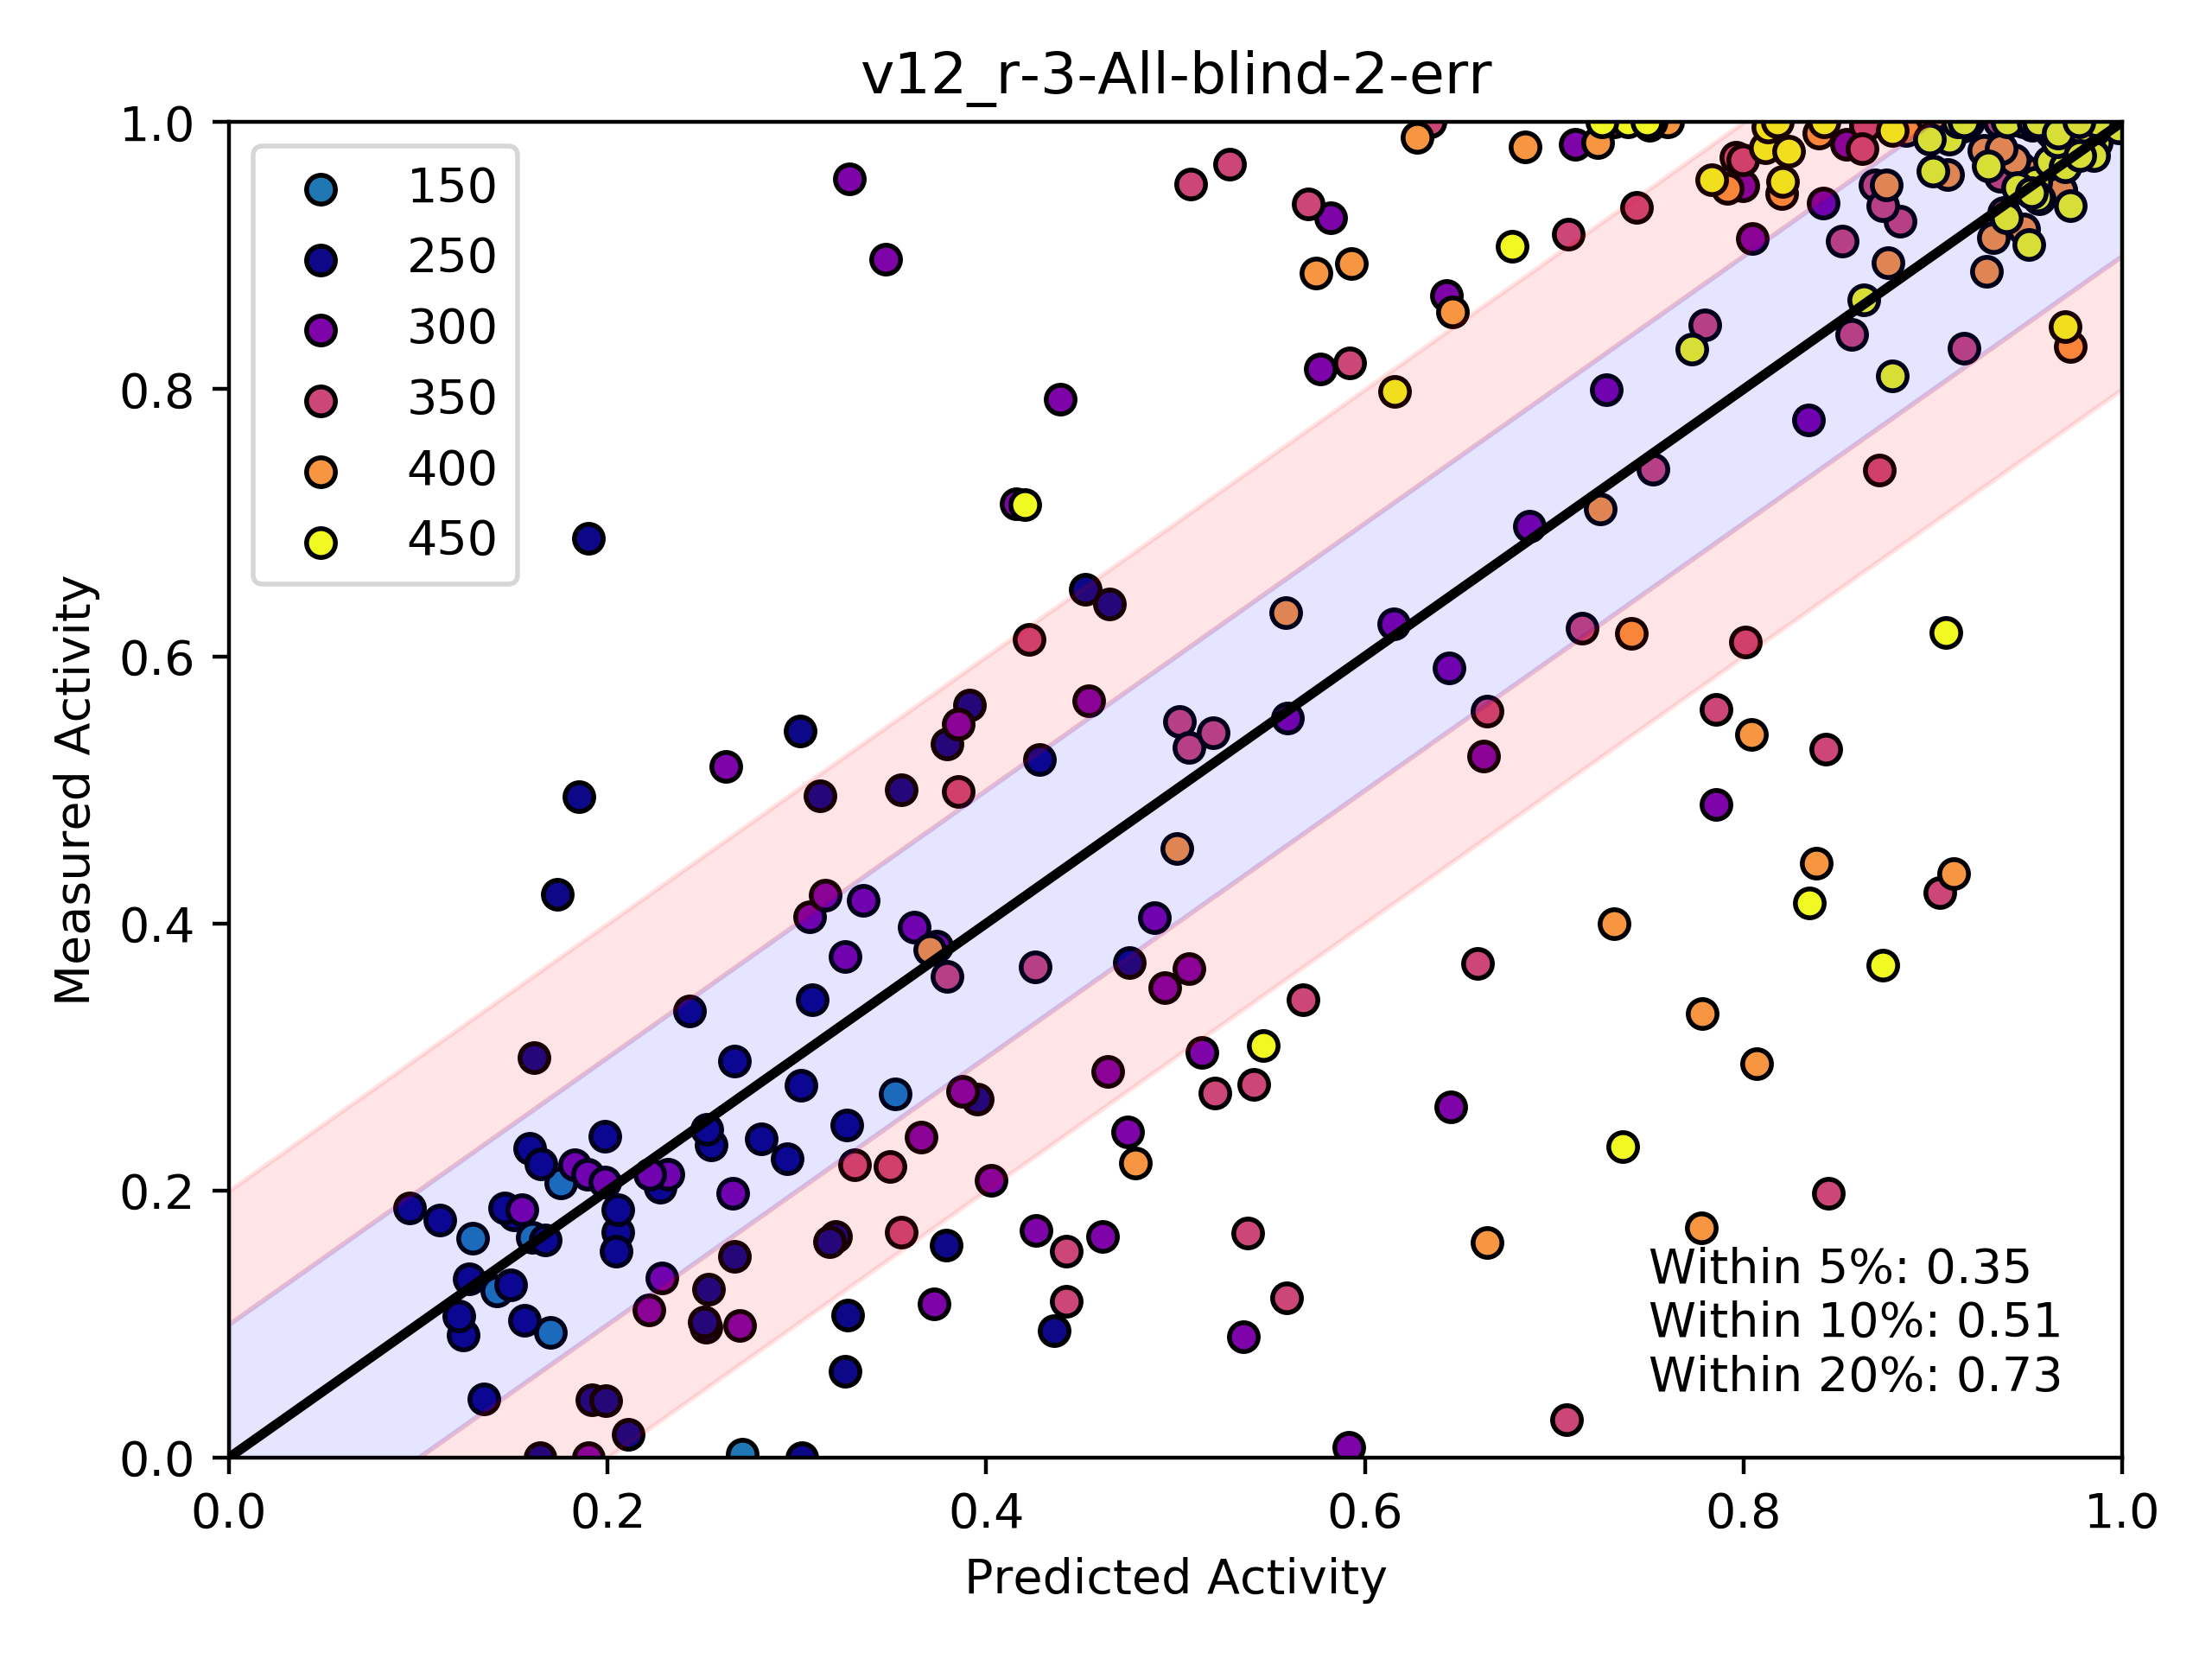 v12_r-3-All-blind-2-err
1.0
0.8
0.6
0.4
0.2
0.0
Measured Activity
150
250
300
350
400
450
Within 5%: 0.35
Within 10%: 0.51
Within 20%: 0.73
0.0 0.2 0.4 0.6 0.8 1.0
Predicted Activity